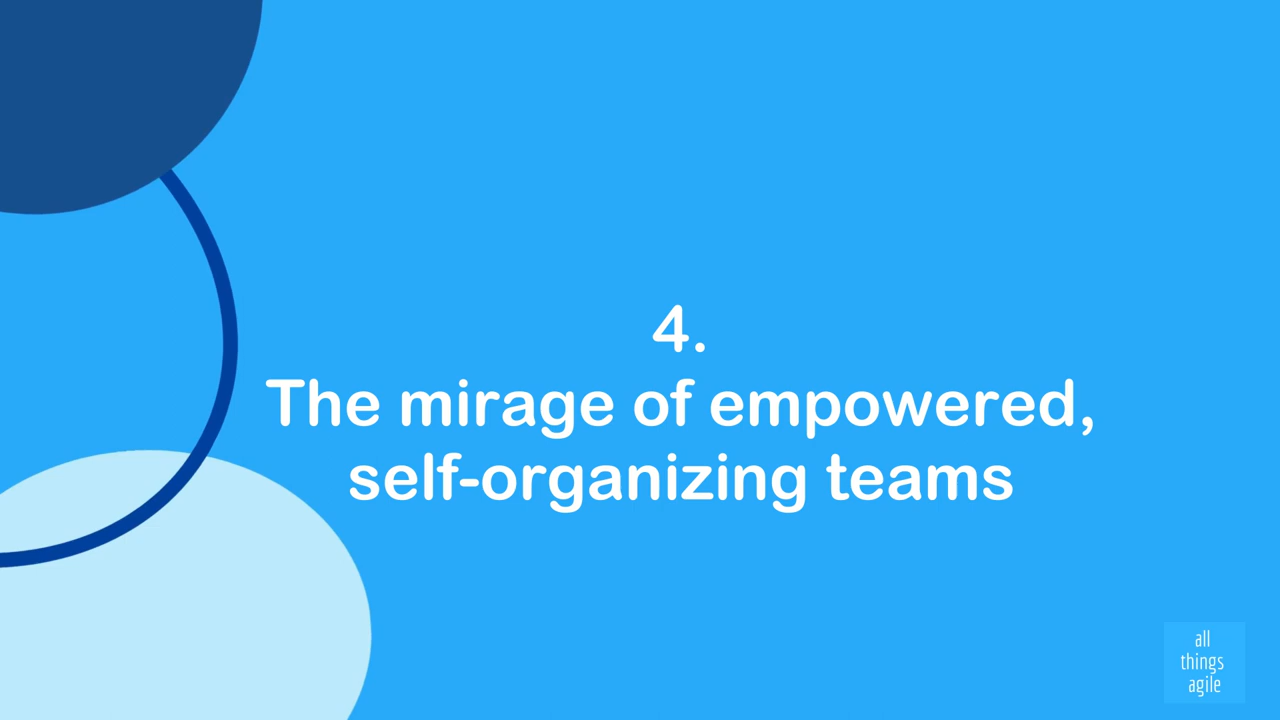 4.
The mirage of empowered,
self-organizing teams
all
things
agile